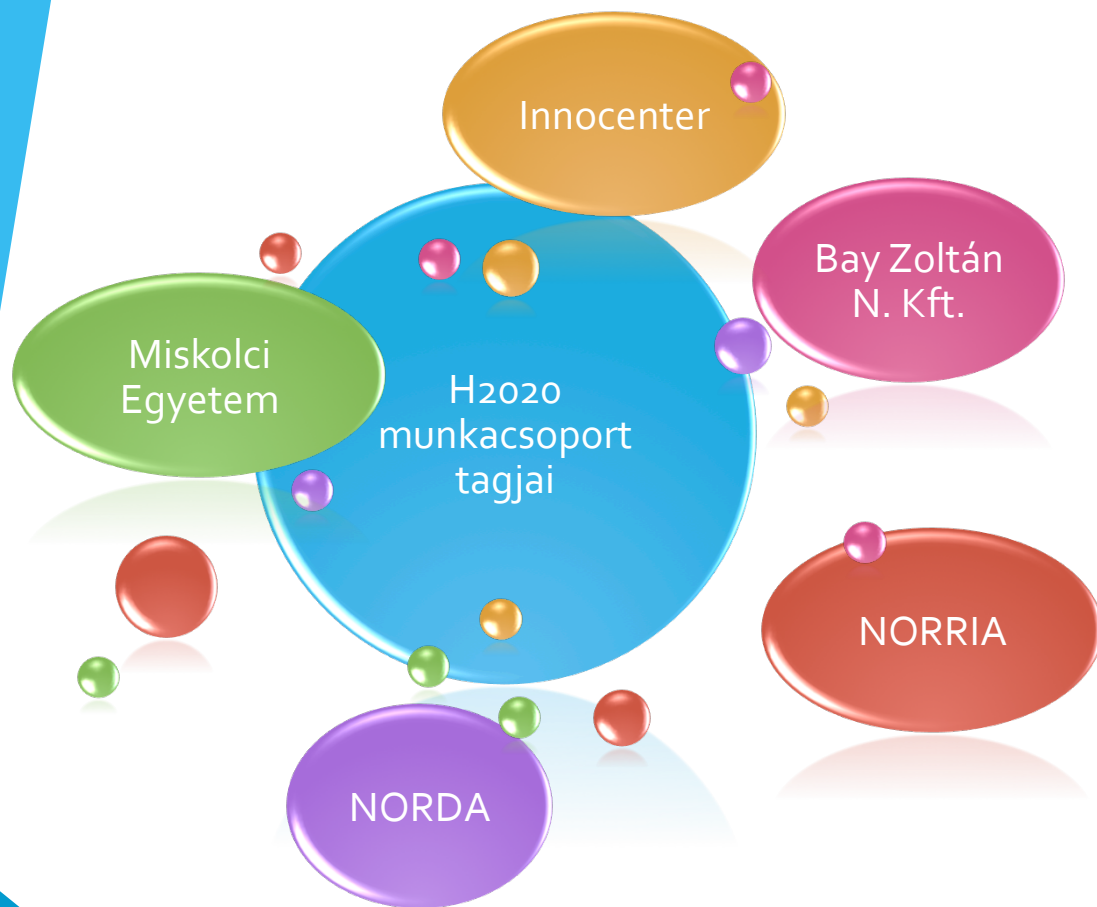 Innocenter
Bay Zoltán
N. Kft.
Miskolci
Egyetem
H2020
munkacsoport
tagjai
NORRIA
NORDA